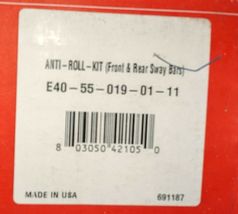 ANTI-ROLL-KIT (Front & Rear Sway Bars)
E40-55-019-01-11
8 03050 42105 0
MADE IN USA
691187